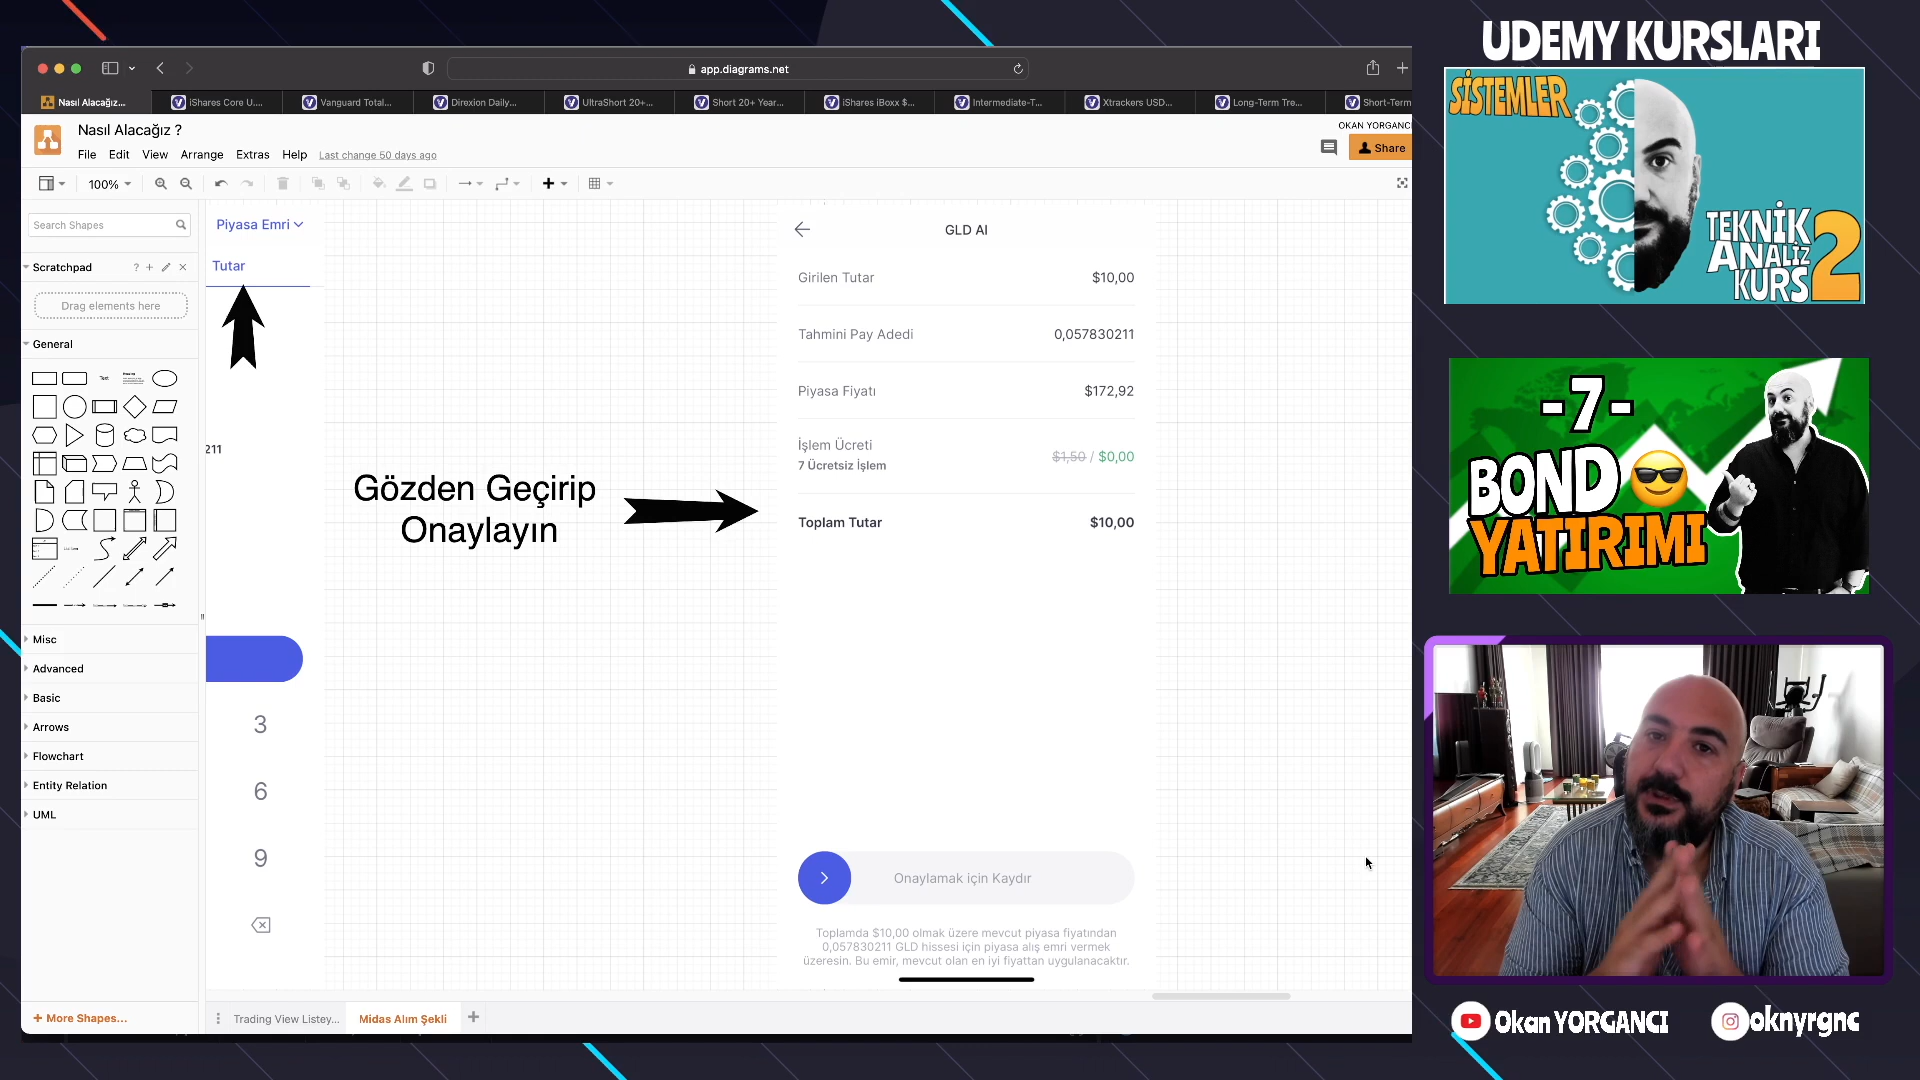 app.diagrams.net
Nasıl Alacağız...
iShares Core U....
Vanguard Total...
Direxion Daily...
UltraShort 20+...
Short 20+ Year...
iShares iBoxx $...
Intermediate-T...
Xtrackers USD...
Long-Term Tre...
Short-Term
Nasıl Alacağız ?
OKAN YORGANCI
File Edit View Arrange Extras Help Last change 50 days ago
Share
100%
Search Shapes
Scratchpad
Drag elements here
General
Text
Misc
Advanced
Basic
Arrows
Flowchart
Entity Relation
UML
+ More Shapes...
Piyasa Emri
Tutar
211
3
6
9
Gözden Geçirip
Onaylayın
GLD Al
Girilen Tutar $10,00
Tahmini Pay Adedi 0,057830211
Piyasa Fiyatı $172,92
İşlem Ücreti
7 Ücretsiz İşlem
$1,50 / $0,00
Toplam Tutar $10,00
Onaylamak için Kaydır
Toplamda $10,00 olmak üzere mevcut piyasa fiyatından
0,057830211 GLD hissesi için piyasa alış emri vermek
üzeresin. Bu emir, mevcut olan en iyi fiyattan uygulanacaktır.
Trading View Listey...
Midas Alım Şekli
UDEMY KURSLARI
SİSTEMLER
TEKNİK
ANALİZ
KURS 2
-7-
BOND
YATIRIMI
Okan YORGANCI
oknyrgnc